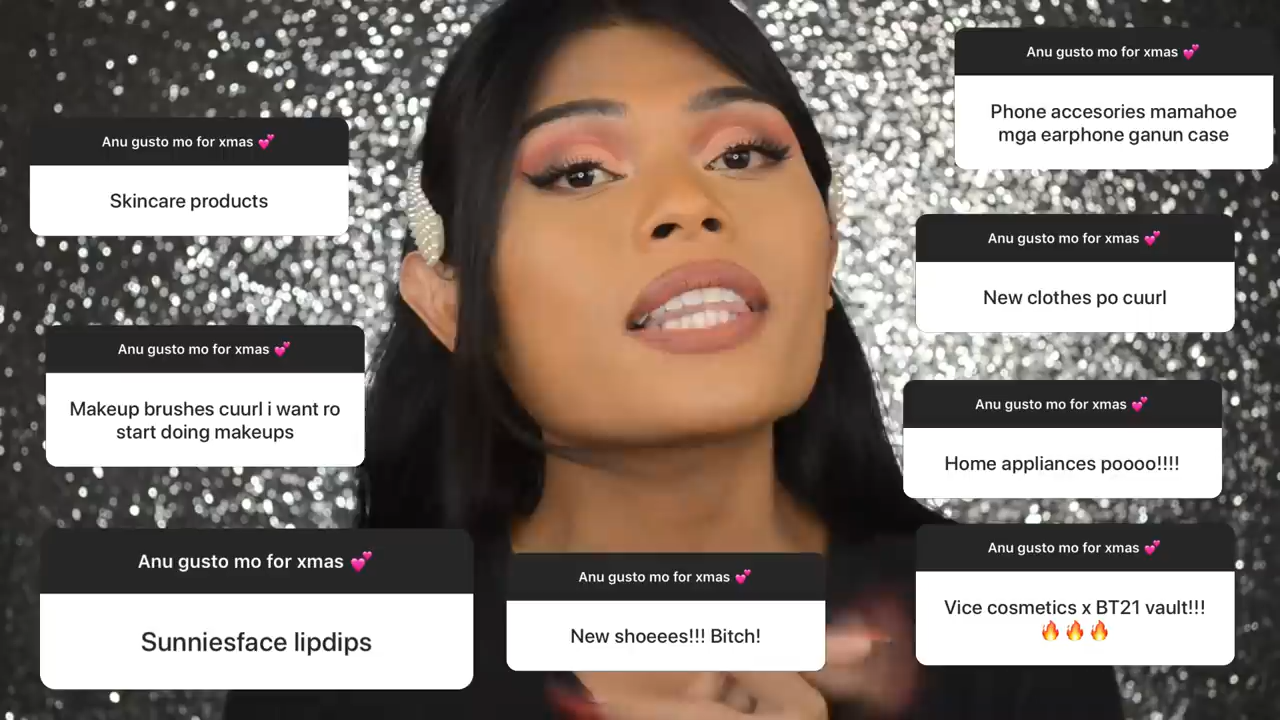 Anu gusto mo for xmas 💕
Skincare products
Anu gusto mo for xmas 💕
Makeup brushes cuurl i want ro
start doing makeups
Anu gusto mo for xmas 💕
Sunniesface lipdips
Anu gusto mo for xmas 💕
New shoeees!!! Bitch!
Anu gusto mo for xmas 💕
Phone accesories mamahoe
mga earphone ganun case
Anu gusto mo for xmas 💕
New clothes po cuurl
Anu gusto mo for xmas 💕
Home appliances poooo!!!!
Anu gusto mo for xmas 💕
Vice cosmetics x BT21 vault!!!
🔥🔥🔥